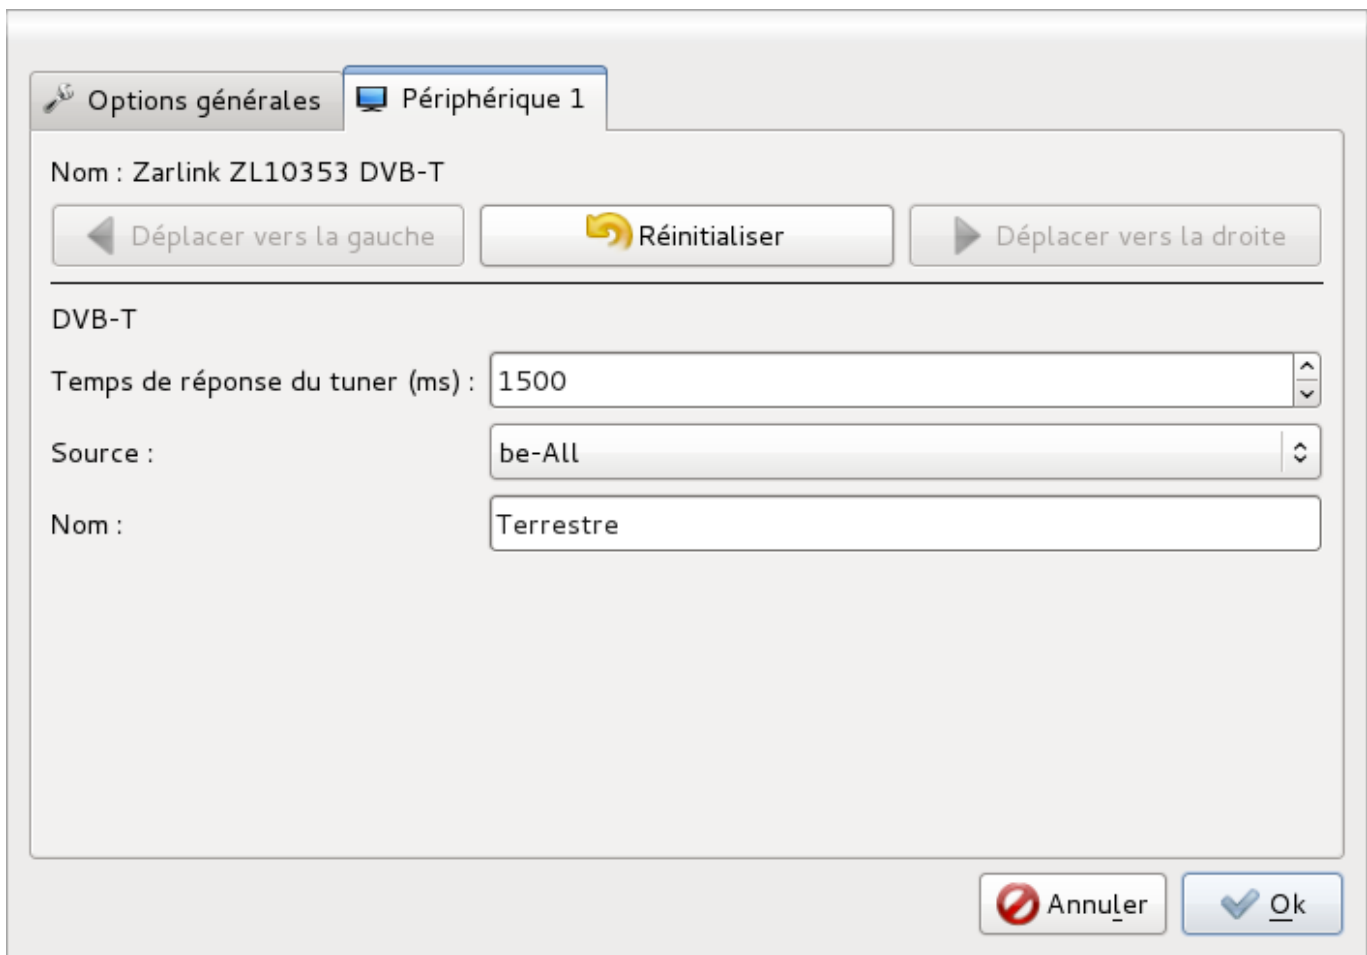 Options générales
Périphérique 1
Nom : Zarlink ZL10353 DVB-T
Déplacer vers la gauche
Réinitialiser
Déplacer vers la droite
DVB-T
Temps de réponse du tuner (ms) : 1500
Source : be-All
Nom : Terrestre
Annuler
Ok